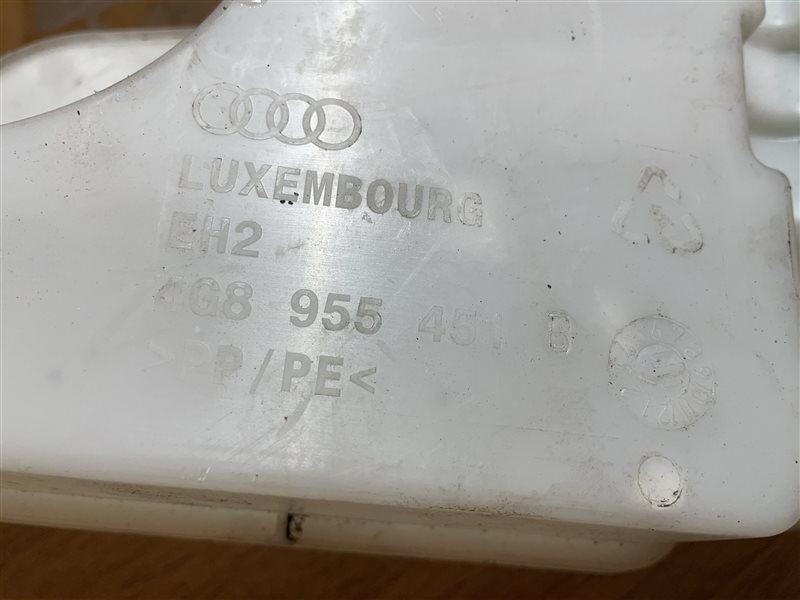 LUXEMBOURG
EH2
4G8 955 451 B
>PP/PE<